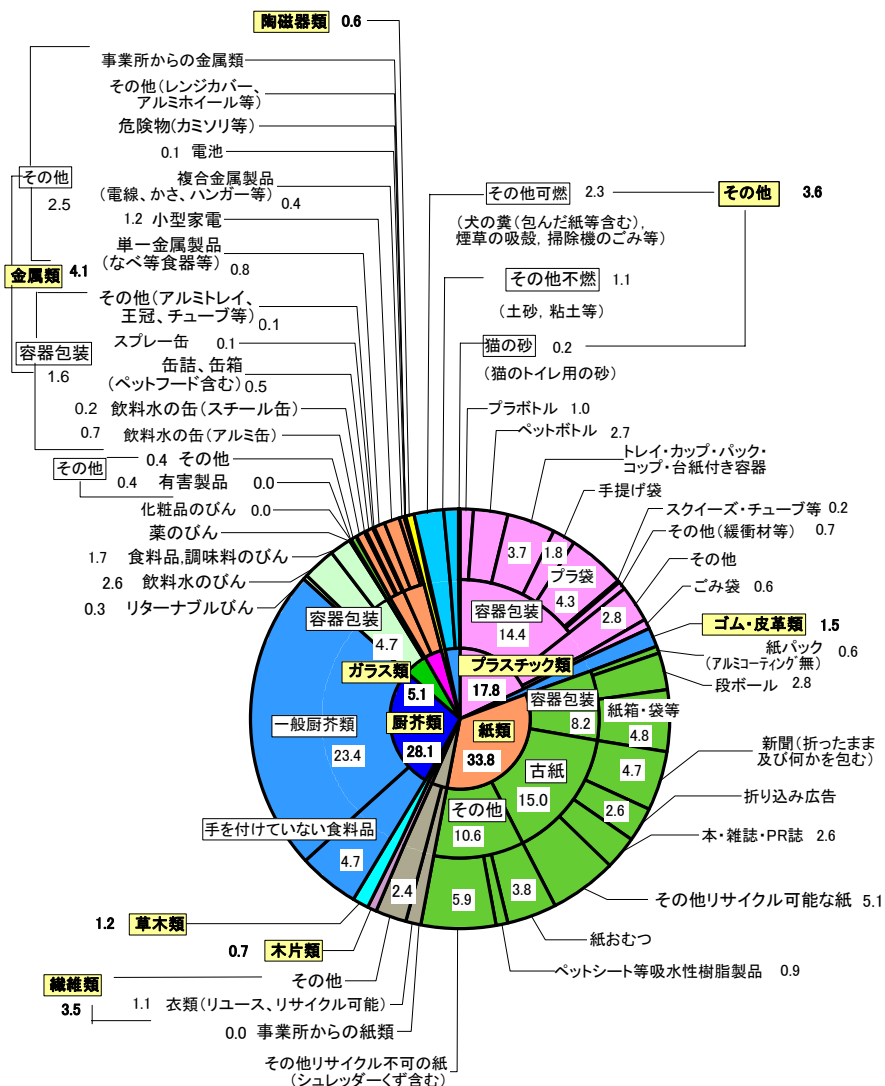 陶磁器類 0.6
事業所からの金属類
その他(レンジカバー、
アルミホイール等)
危険物(カミソリ等)
0.1 電池
その他
2.5
複合金属製品
(電線、かさ、ハンガー等)
0.4
1.2 小型家電
単一金属製品
(なべ等食器等)
0.8
金属類 4.1
その他(アルミトレイ、
王冠、チューブ等)
0.1
スプレー缶 0.1
容器包装
1.6
缶詰、缶箱
(ペットフード含む)
0.5
0.2 飲料水の缶(スチール缶)
0.7 飲料水の缶(アルミ缶)
その他
0.4
0.4 その他
有害製品 0.0
化粧品のびん 0.0
薬のびん
1.7 食料品,調味料のびん
2.6 飲料水のびん
0.3 リターナブルびん
その他可燃 2.3
その他 3.6
(犬の糞(包んだ紙等含む),
煙草の吸殻, 掃除機のごみ等)
その他不燃 1.1
(土砂, 粘土等)
猫の砂 0.2
(猫のトイレ用の砂)
プラボトル 1.0
ペットボトル 2.7
トレイ・カップ・パック・
コップ・台紙付き容器
手提げ袋
スクイーズ・チューブ等 0.2
その他(緩衝材等) 0.7
その他
ごみ袋 0.6
ゴム・皮革類 1.5
紙パック
(アルミコーティング無)
0.6
段ボール 2.8
3.7
1.8
プラ袋
4.3
2.8
容器包装
14.4
プラスチック類
17.8
容器包装
4.7
ガラス類
5.1
厨芥類
28.1
一般厨芥類
23.4
手を付けていない食料品
4.7
紙類
33.8
容器包装
8.2
紙箱・袋等
4.8
古紙
15.0
4.7
2.6
その他
10.6
3.8
5.9
2.4
新聞(折ったまま
及び何かを包む)
折り込み広告
本・雑誌・PR誌 2.6
その他リサイクル可能な紙 5.1
紙おむつ
ペットシート等吸水性樹脂製品 0.9
1.2 草木類
0.7 木片類
繊維類
3.5
その他
1.1 衣類(リユース、リサイクル可能)
0.0 事業所からの紙類
その他リサイクル不可の紙
(シュレッダーくず含む)